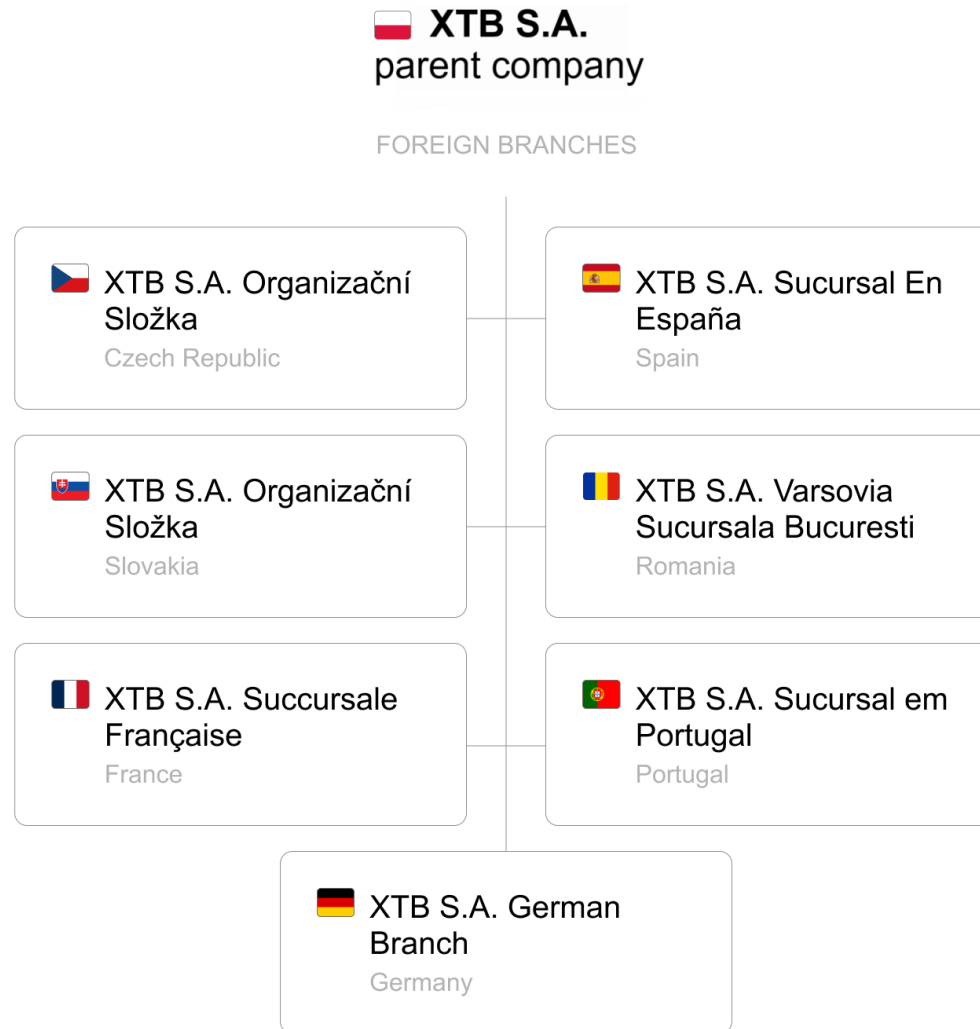 XTB S.A.
parent company
FOREIGN BRANCHES
XTB S.A. Organizační
Složka
Czech Republic
XTB S.A. Sucursal En
España
Spain
XTB S.A. Organizační
Složka
Slovakia
XTB S.A. Varsovia
Sucursala Bucuresti
Romania
XTB S.A. Succursale
Française
France
XTB S.A. Sucursal em
Portugal
Portugal
XTB S.A. German
Branch
Germany